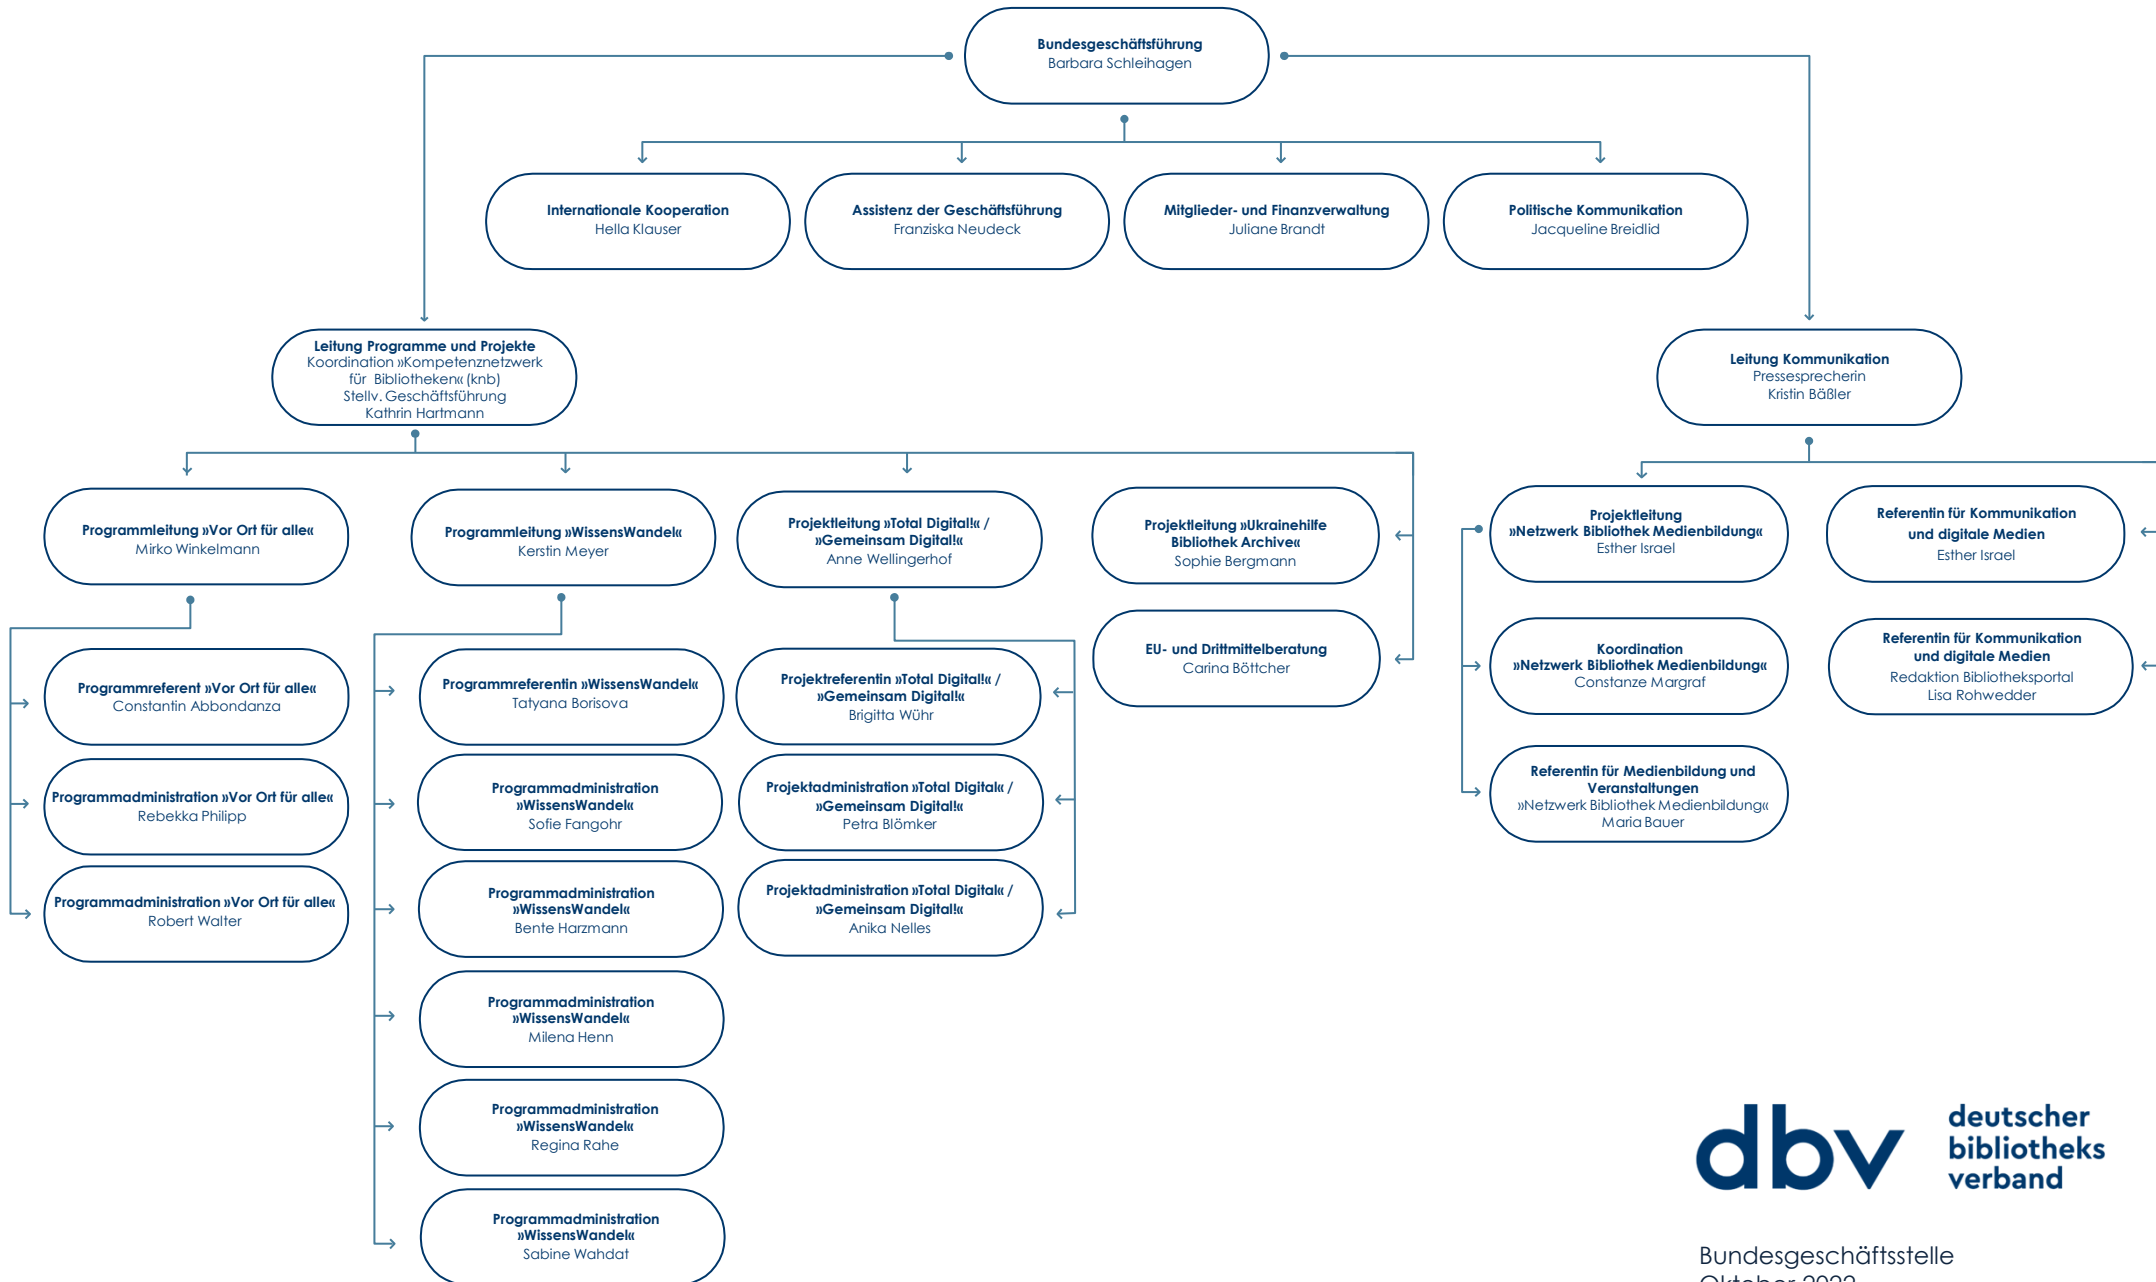 Bundesgeschäftsführung
Barbara Schleihagen
Internationale Kooperation
Hella Klauser
Assistenz der Geschäftsführung
Franziska Neudeck
Mitglieder- und Finanzverwaltung
Juliane Brandt
Politische Kommunikation
Jacqueline Breidlid
Leitung Programme und Projekte
Koordination »Kompetenznetzwerk
für Bibliotheken« (knb)
Stellv. Geschäftsführung
Kathrin Hartmann
Leitung Kommunikation
Pressesprecherin
Kristin Bäßler
Programmleitung »Vor Ort für alle«
Mirko Winkelmann
Programmleitung »WissensWandel«
Kerstin Meyer
Projektleitung »Total Digital!« /
»Gemeinsam Digital!«
Anne Wellingerhof
Projektleitung »Ukrainehilfe
Bibliothek Archive«
Sophie Bergmann
EU- und Drittmittelberatung
Carina Böttcher
Projektleitung
»Netzwerk Bibliothek Medienbildung«
Esther Israel
Referentin für Kommunikation
und digitale Medien
Esther Israel
Programmreferent »Vor Ort für alle«
Constantin Abbondanza
Programmadministration »Vor Ort für alle«
Rebekka Philipp
Programmadministration »Vor Ort für alle«
Robert Walter
Programmreferentin »WissensWandel«
Tatyana Borisova
Programmadministration
»WissensWandel«
Sofie Fangohr
Programmadministration
»WissensWandel«
Bente Harzmann
Programmadministration
»WissensWandel«
Milena Henn
Programmadministration
»WissensWandel«
Regina Rahe
Programmadministration
»WissensWandel«
Sabine Wahdat
Projektreferentin »Total Digital!« /
»Gemeinsam Digital!«
Brigitta Wühr
Projektadministration »Total Digital« /
»Gemeinsam Digital!«
Petra Blömker
Projektadministration »Total Digital« /
»Gemeinsam Digital!«
Anika Nelles
Koordination
»Netzwerk Bibliothek Medienbildung«
Constanze Margraf
Referentin für Medienbildung und
Veranstaltungen
»Netzwerk Bibliothek Medienbildung«
Maria Bauer
Referentin für Kommunikation
und digitale Medien
Redaktion Bibliotheksportal
Lisa Rohwedder
dbv
deutscher
bibliotheks
verband
Bundesgeschäftsstelle
Oktober 2022